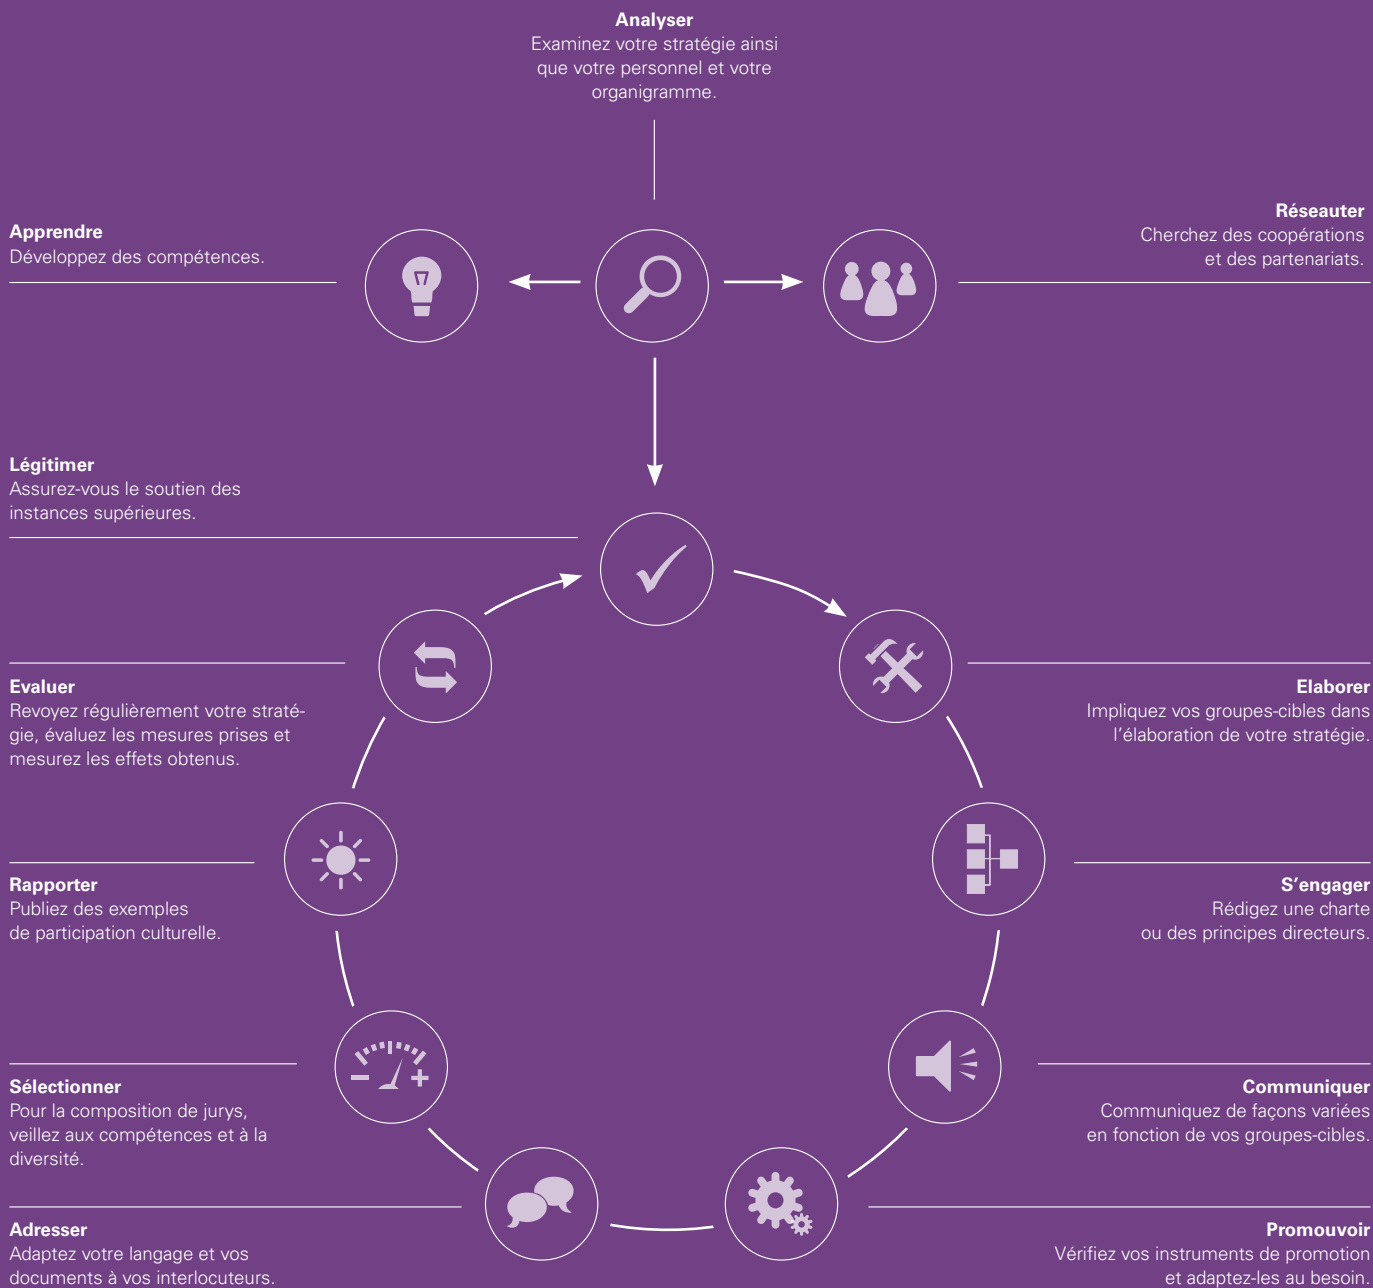 Analyser
Examinez votre stratégie ainsi
que votre personnel et votre
organigramme.
Apprendre
Développez des compétences.
Réseauter
Cherchez des coopérations
et des partenariats.
Légitimer
Assurez-vous le soutien des
instances supérieures.
Evaluer
Revoyez régulièrement votre straté-
gie, évaluez les mesures prises et
mesurez les effets obtenus.
Elaborer
Impliquez vos groupes-cibles dans
l’élaboration de votre stratégie.
Rapporter
Publiez des exemples
de participation culturelle.
S’engager
Rédigez une charte
ou des principes directeurs.
Sélectionner
Pour la composition de jurys,
veillez aux compétences et à la
diversité.
Communiquer
Communiquez de façons variées
en fonction de vos groupes-cibles.
Adresser
Adaptez votre langage et vos
documents à vos interlocuteurs.
Promouvoir
Vérifiez vos instruments de promotion
et adaptez-les au besoin.